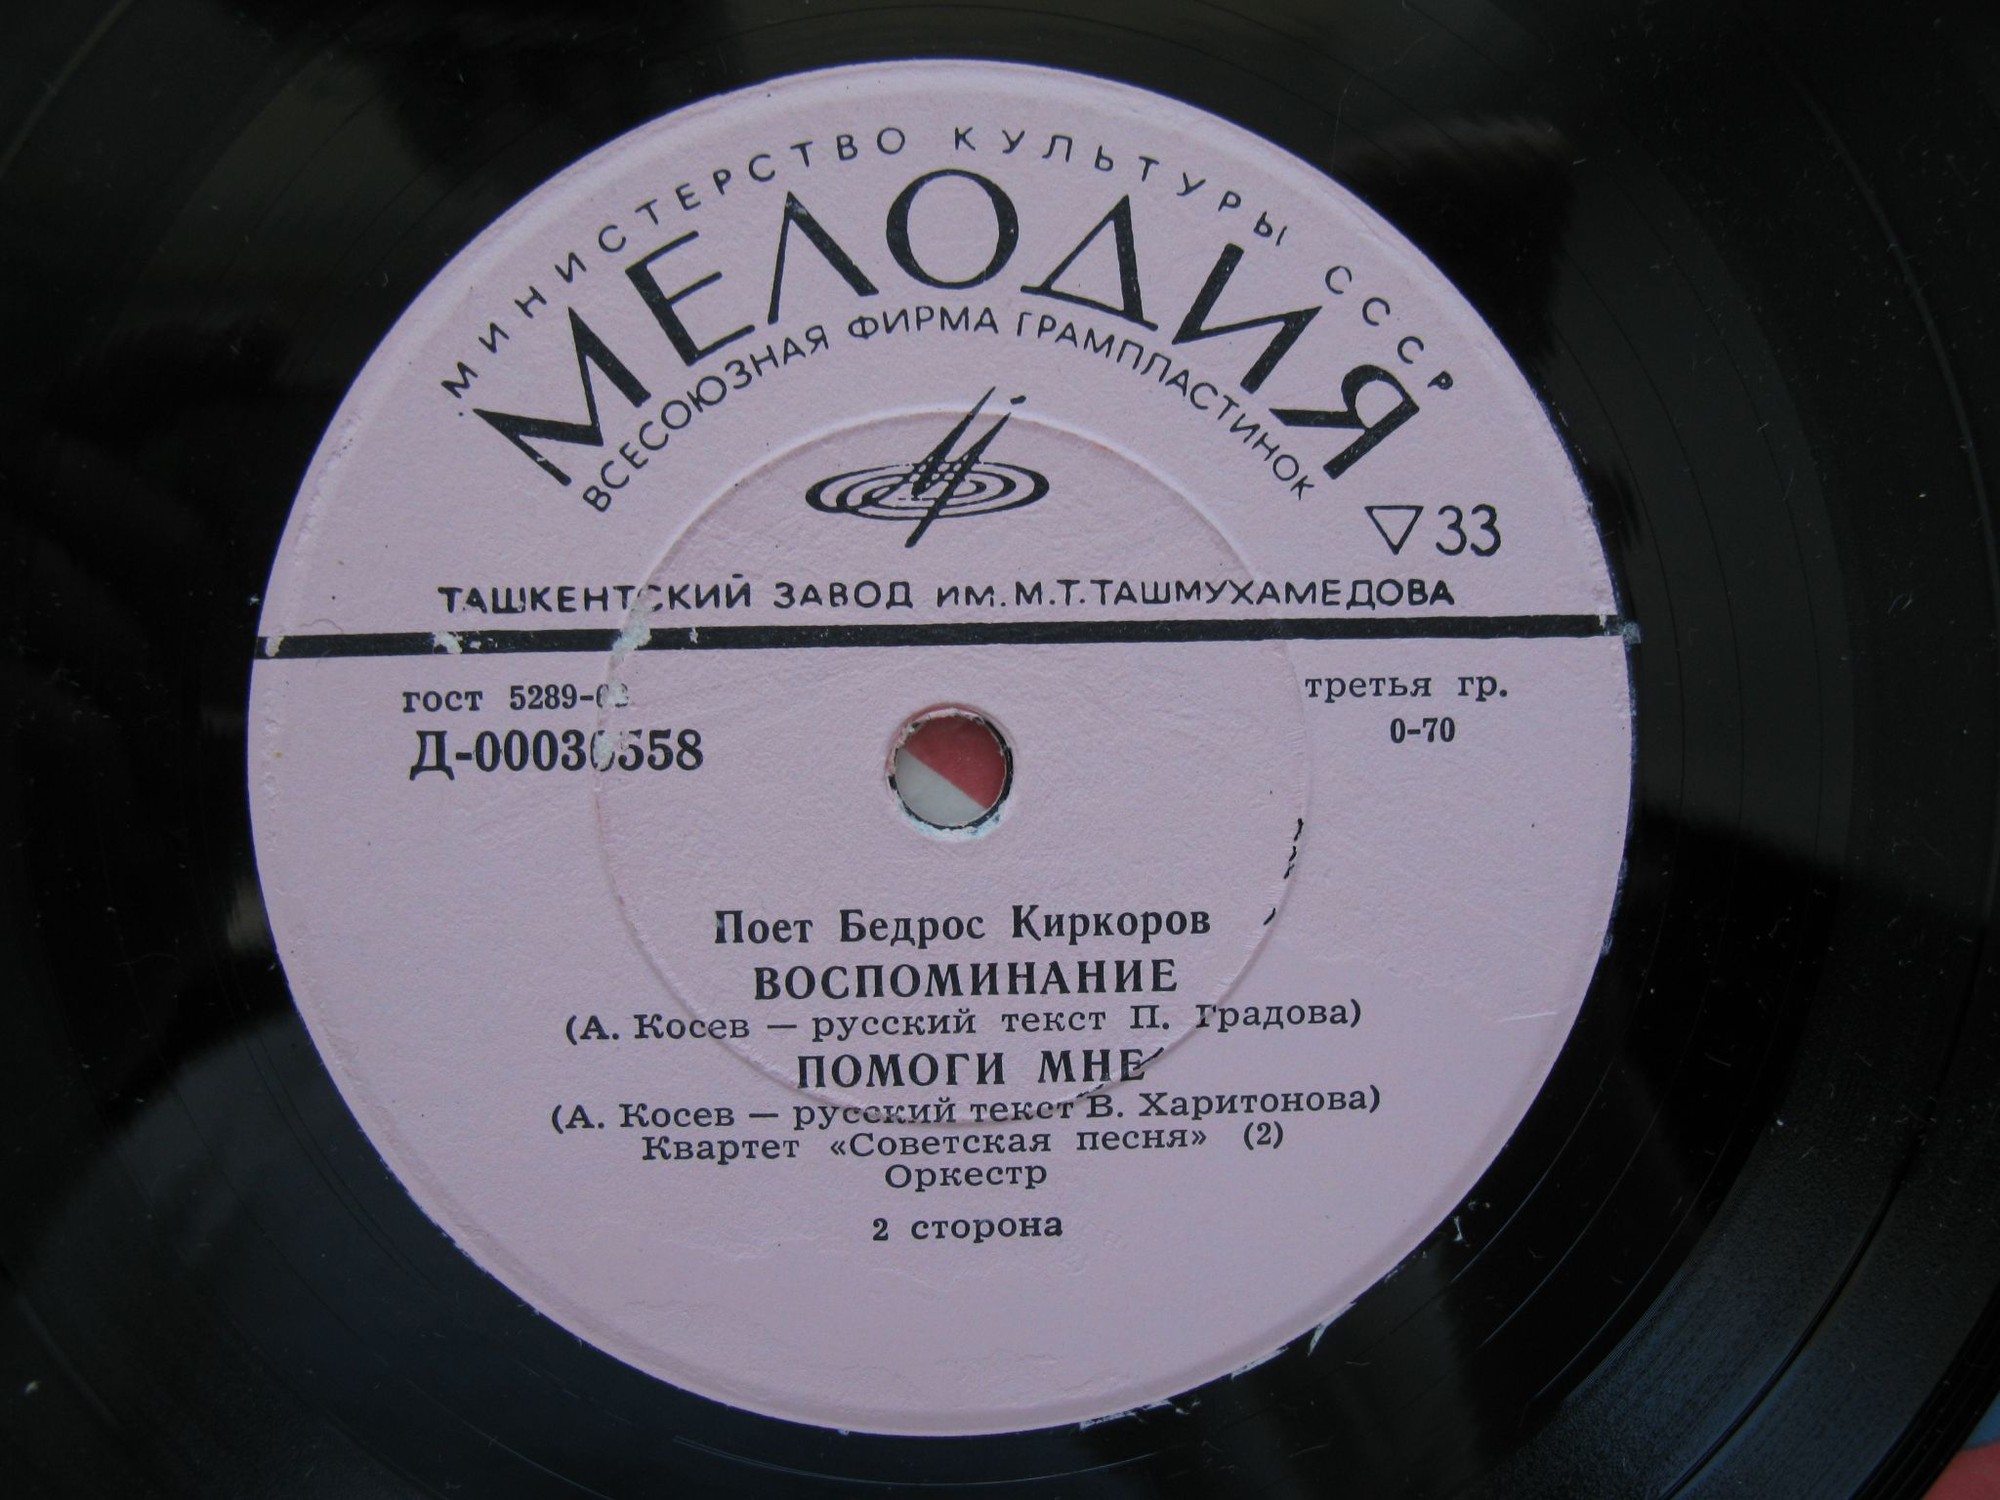 МИНИСТЕРСТВО КУЛЬТУРЫ СССР
МЕЛОДИЯ
ВСЕСОЮЗНАЯ ФИРМА ГРАМПЛАСТИНОК
33
ТАШКЕНТСКИЙ ЗАВОД ИМ. М.Т.ТАШМУХАМЕДОВА
гост
третья гр.
0-70
Поет Бедрос Киркоров
ВОСПОМИНАНИЕ
(А. Косев — русский текст П. Градова)
ПОМОГИ МНЕ
(А. Косев — русский текст В. Харитонова)
Квартет «Советская песня» (2)
Оркестр
2 сторона